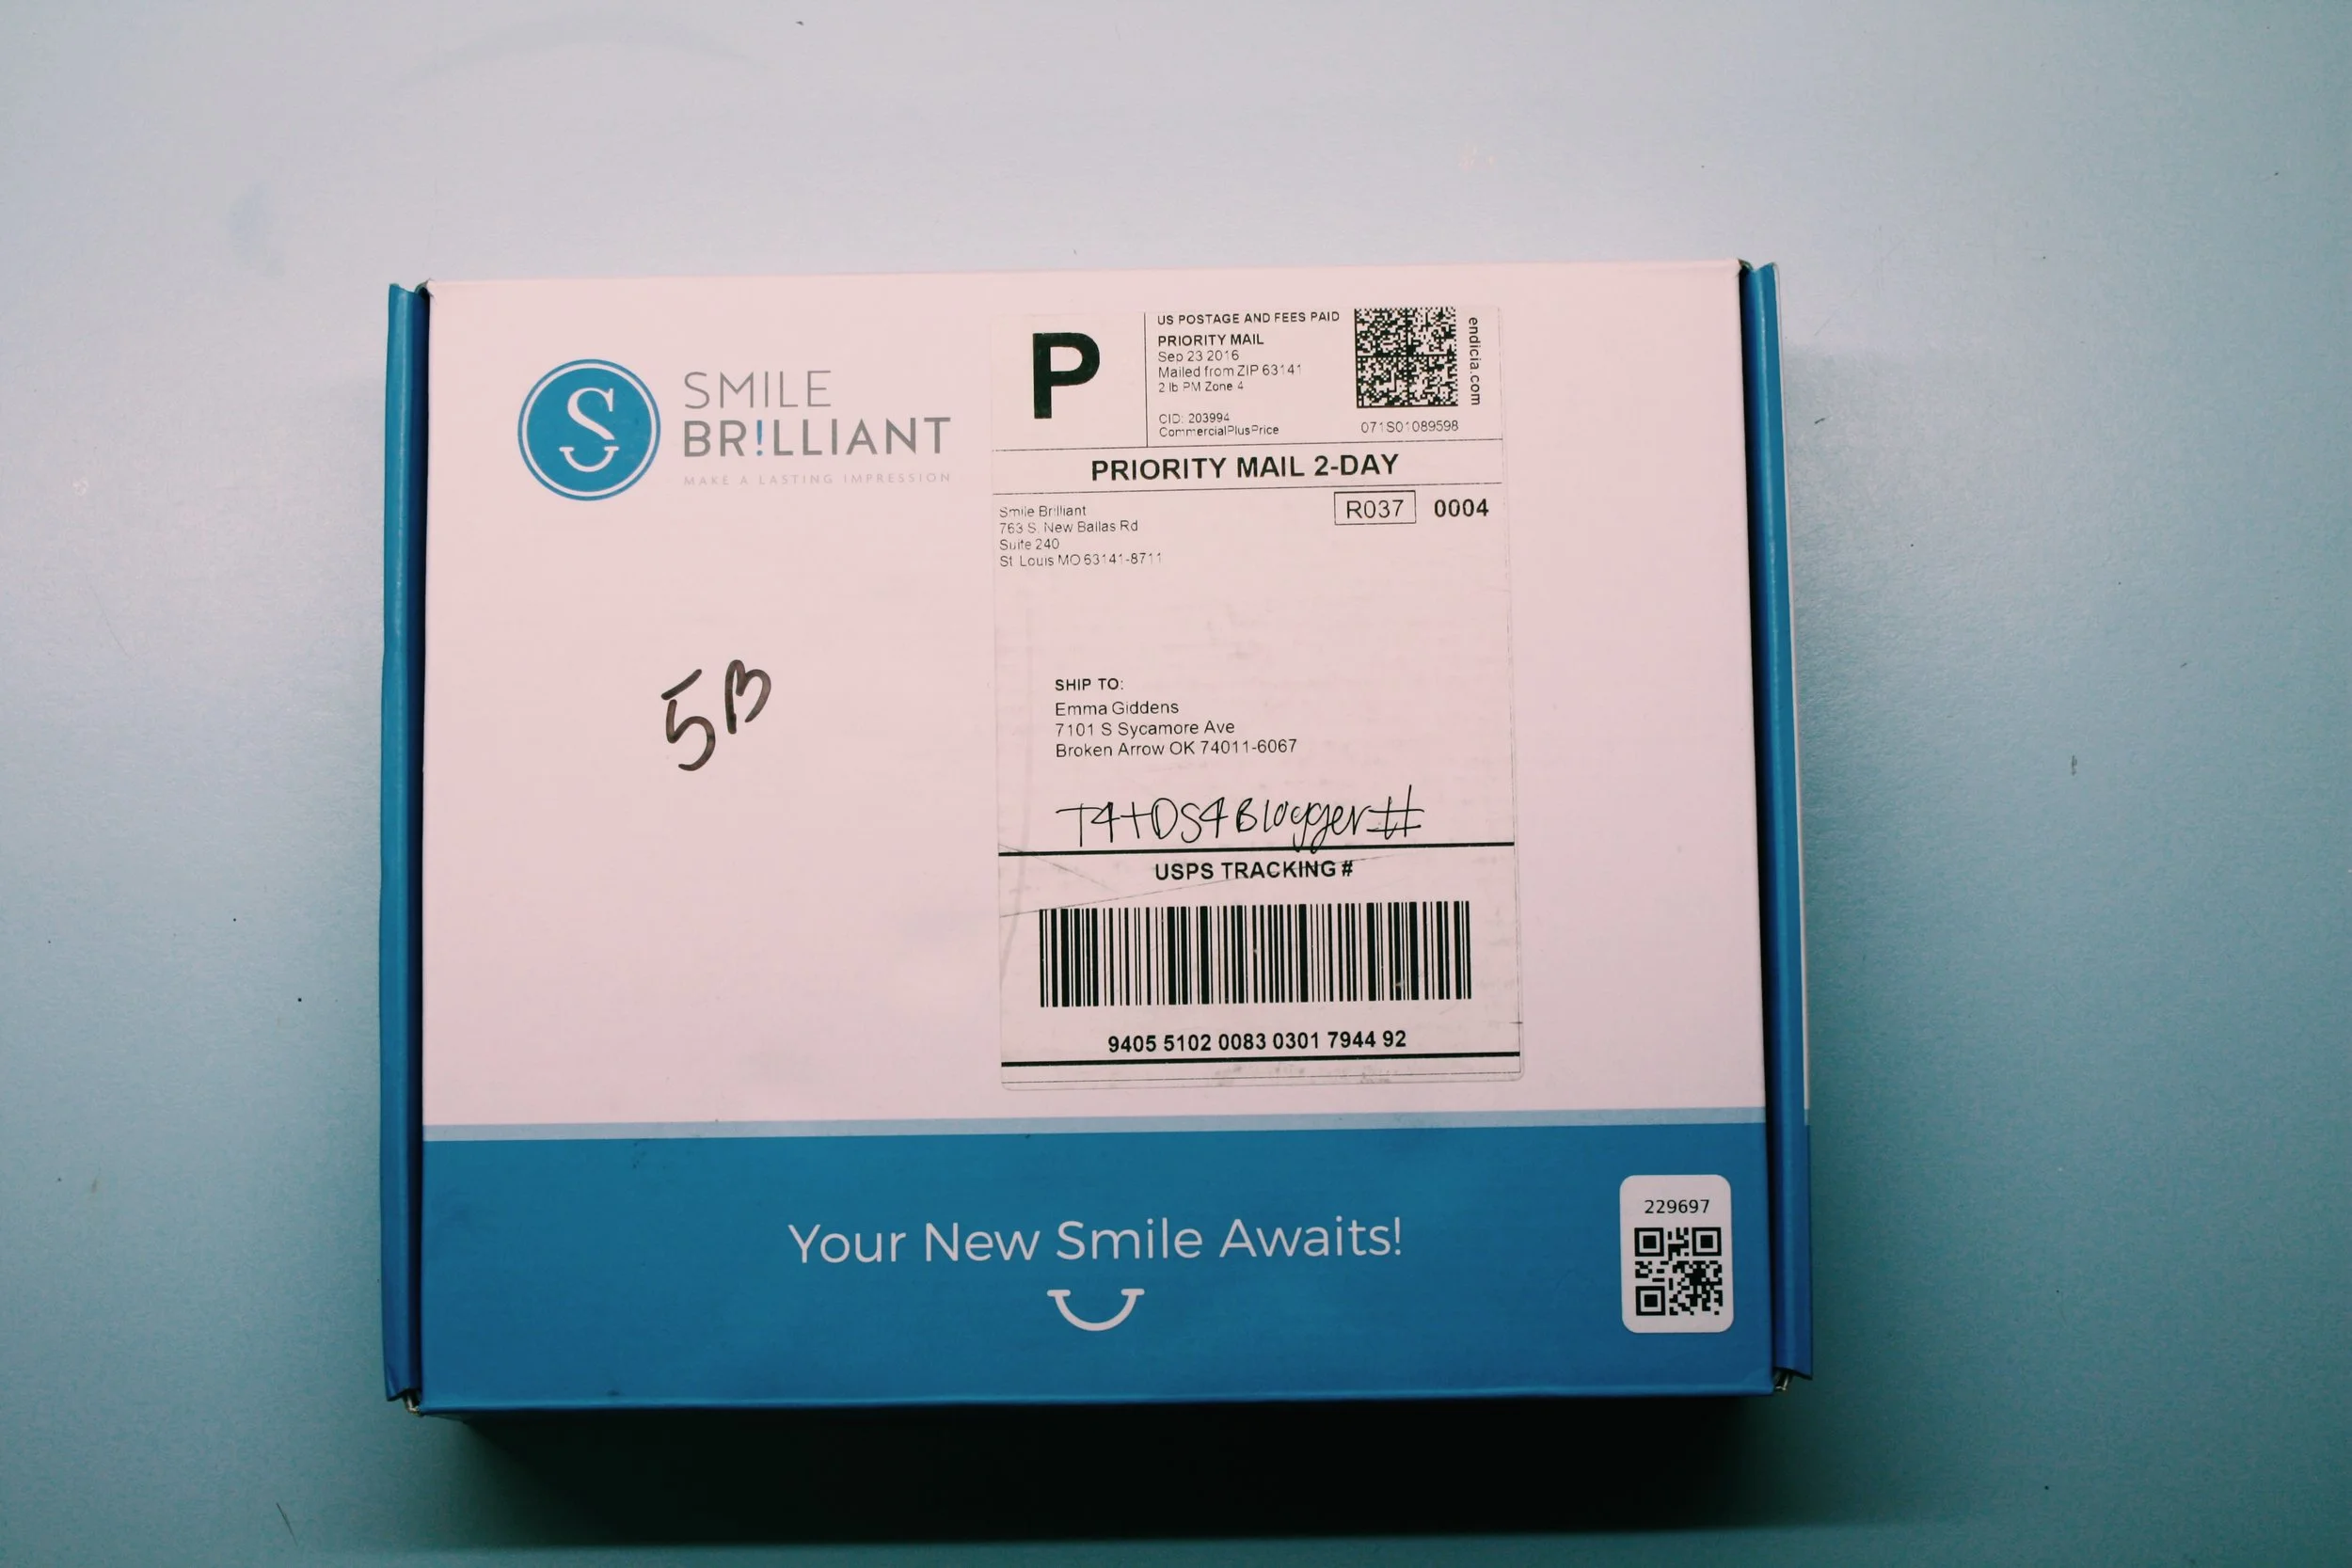 SMILE
BR!LLIANT
MAKE A LASTING IMPRESSION
5B
P
US POSTAGE AND FEES PAID
PRIORITY MAIL
Sep 23 2016
Mailed from ZIP 63141
2 lb PM Zone 4
CID: 203994
CommercialPlusPrice
endicia.com
071S01089598
PRIORITY MAIL 2-DAY
Smile Brilliant
763 S. New Ballas Rd
Suite 240
St Louis MO 63141-8711
R037 0004
SHIP TO:
Emma Giddens
7101 S Sycamore Ave
Broken Arrow OK 74011-6067
T4+DS4Blogger#
USPS TRACKING #
9405 5102 0083 0301 7944 92
Your New Smile Awaits!
229697